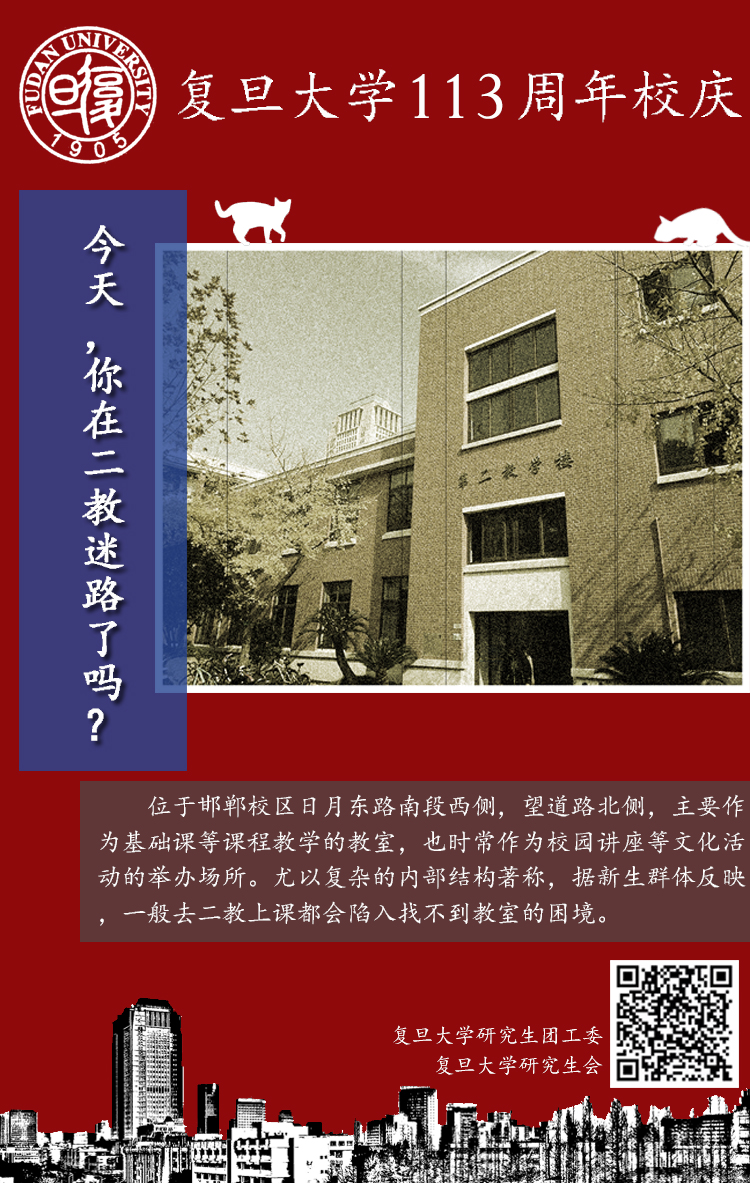 FUDAN UNIVERSITY
1905
复旦大学113周年校庆
今天,你在二教迷路了吗?
第二教学楼
位于邯郸校区日月东路南段西侧，望道路北侧，主要作
为基础课等课程教学的教室，也时常作为校园讲座等文化活
动的举办场所。尤以复杂的内部结构著称，据新生群体反映
，一般去二教上课都会陷入找不到教室的困境。
复旦大学研究生团工委
复旦大学研究生会